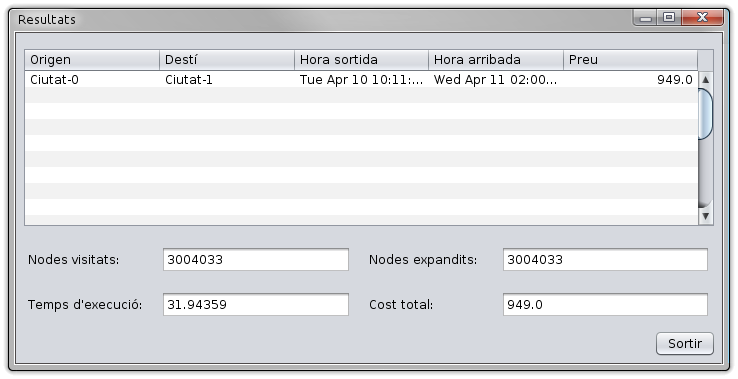 Resultats
Origen Destí Hora sortida Hora arribada Preu
Ciutat-0 Ciutat-1 Tue Apr 10 10:11:... Wed Apr 11 02:00... 949.0
Nodes visitats: 3004033 Nodes expandits: 3004033
Temps d'execució: 31.94359 Cost total: 949.0
Sortir